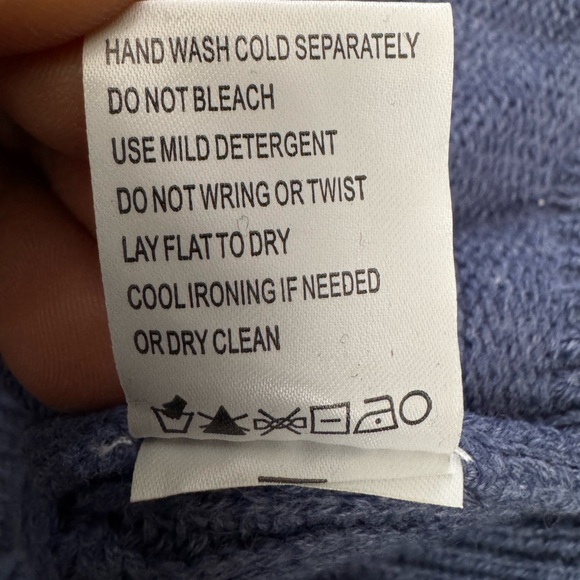 HAND WASH COLD SEPARATELY
DO NOT BLEACH
USE MILD DETERGENT
DO NOT WRING OR TWIST
LAY FLAT TO DRY
COOL IRONING IF NEEDED
OR DRY CLEAN